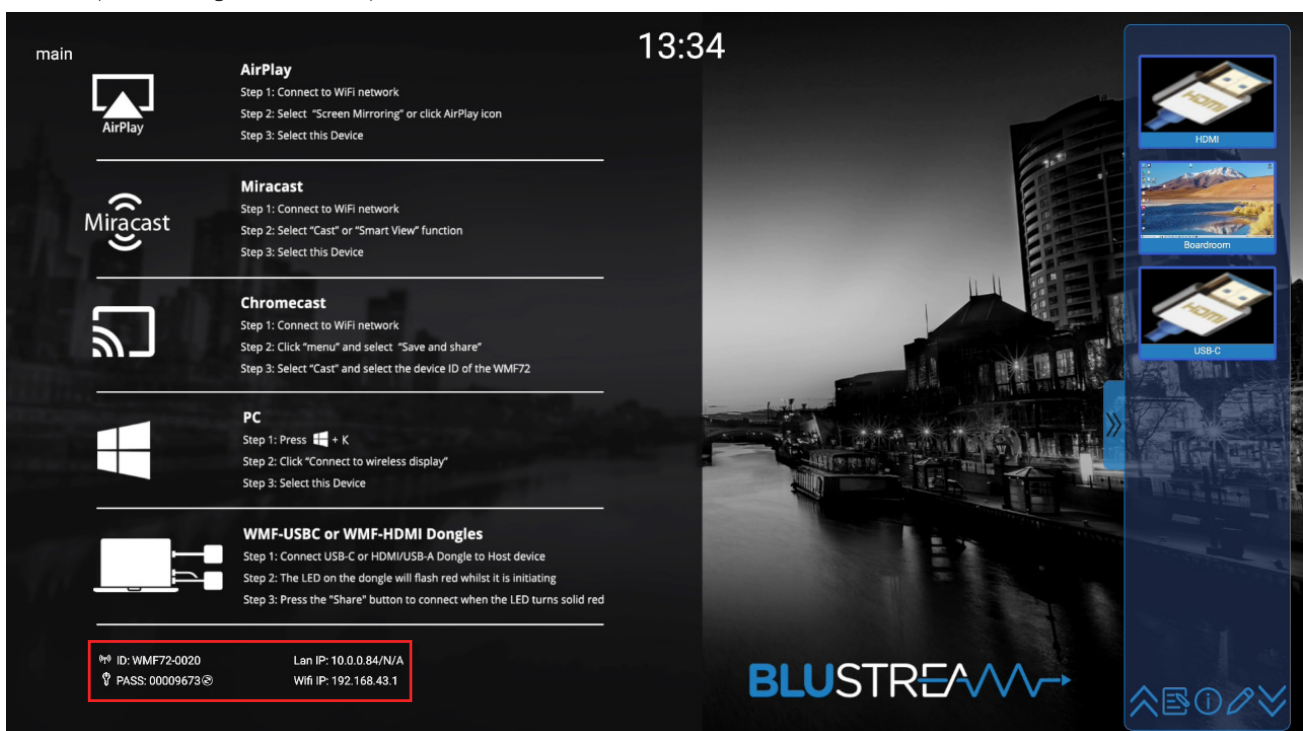 main
13:34
AirPlay
AirPlay
Step 1: Connect to WiFi network
Step 2: Select "Screen Mirroring" or click AirPlay icon
Step 3: Select this Device
Miracast
Miracast
Step 1: Connect to WiFi network
Step 2: Select "Cast" or "Smart View" function
Step 3: Select this Device
Chromecast
Step 1: Connect to WiFi network
Step 2: Click "menu" and select "Save and share"
Step 3: Select "Cast" and select the device ID of the WMF72
PC
Step 1: Press + K
Step 2: Click "Connect to wireless display"
Step 3: Select this Device
WMF-USBC or WMF-HDMI Dongles
Step 1: Connect USB-C or HDMI/USB-A Dongle to Host device
Step 2: The LED on the dongle will flash red whilst it is initiating
Step 3: Press the "Share" button to connect when the LED turns solid red
ID: WMF72-0020 Lan IP: 10.0.0.84/N/A
PASS: 00009673 Wifi IP: 192.168.43.1
BLUSTREAM
HDMI
HDMI
Boardroom
HDMI
USB-C